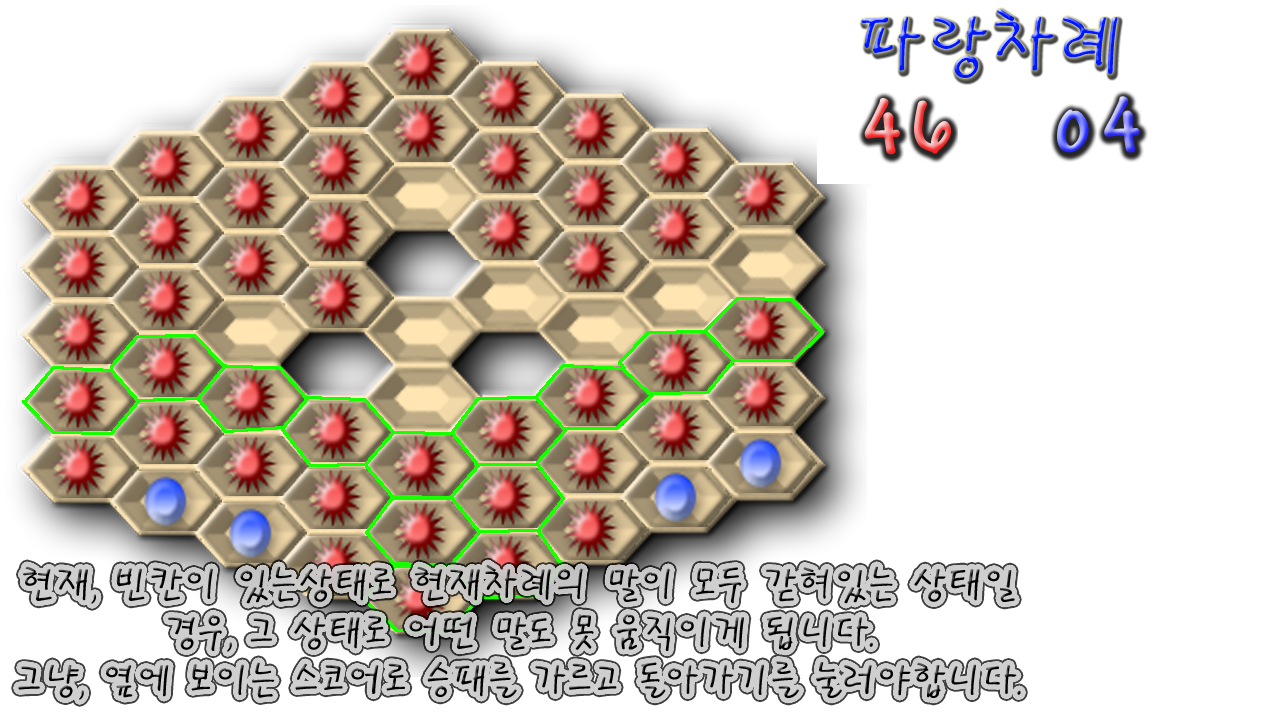 파랑차례
46 04
현재, 빈칸이 있는상태로 현재차례의 말이 모두 갇혀있는 상태일
경우, 그 상태로 어떤 말도 못 움직이게 됩니다.
그냥, 옆에 보이는 스코어로 승패를 가르고 돌아가기를 눌러야합니다.